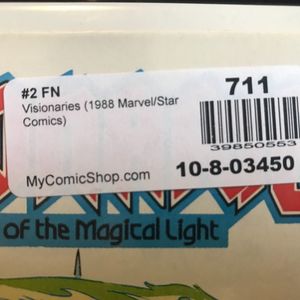 #2 FN
Visionaries (1988 Marvel/Star
Comics)
711
39850553
MyComicShop.com
10-8-03450
of the Magical Light